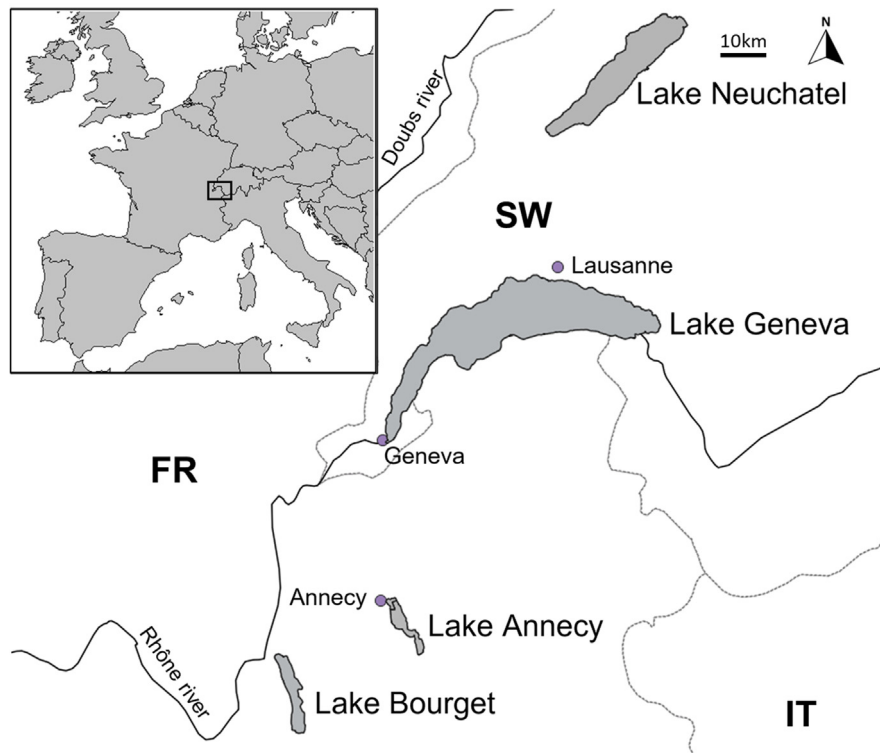 N
10km
Lake Neuchatel
Doubs river
SW
Lausanne
Lake Geneva
Geneva
FR
Annecy
Lake Annecy
Rhône river
Lake Bourget
IT